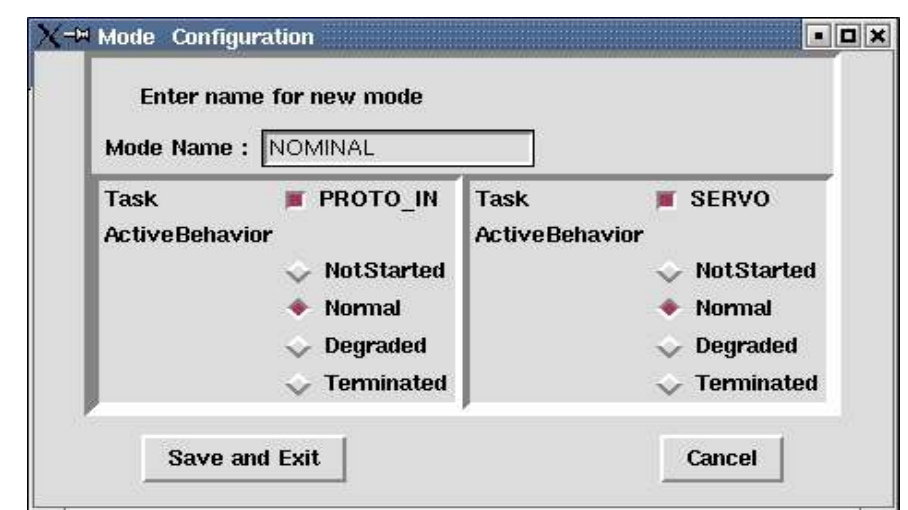 Mode Configuration
Enter name for new mode
Mode Name : NOMINAL
Task PROTO_IN
ActiveBehavior
NotStarted
Normal
Degraded
Terminated
Task SERVO
ActiveBehavior
NotStarted
Normal
Degraded
Terminated
Save and Exit
Cancel